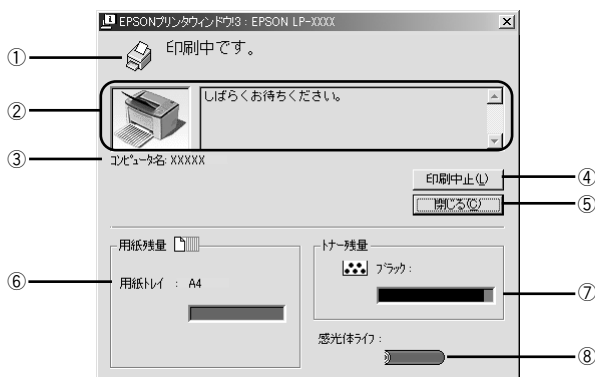 EPSONプリンタウィンドウ!3 : EPSON LP-XXXX
① 印刷中です。
② しばらくお待ちください。
③ コンピュータ名: XXXXX
印刷中止(L) ④
閉じる(C) ⑤
用紙残量
トナー残量
ブラック :
⑥ 用紙トレイ : A4
⑦
感光体ライフ :
⑧